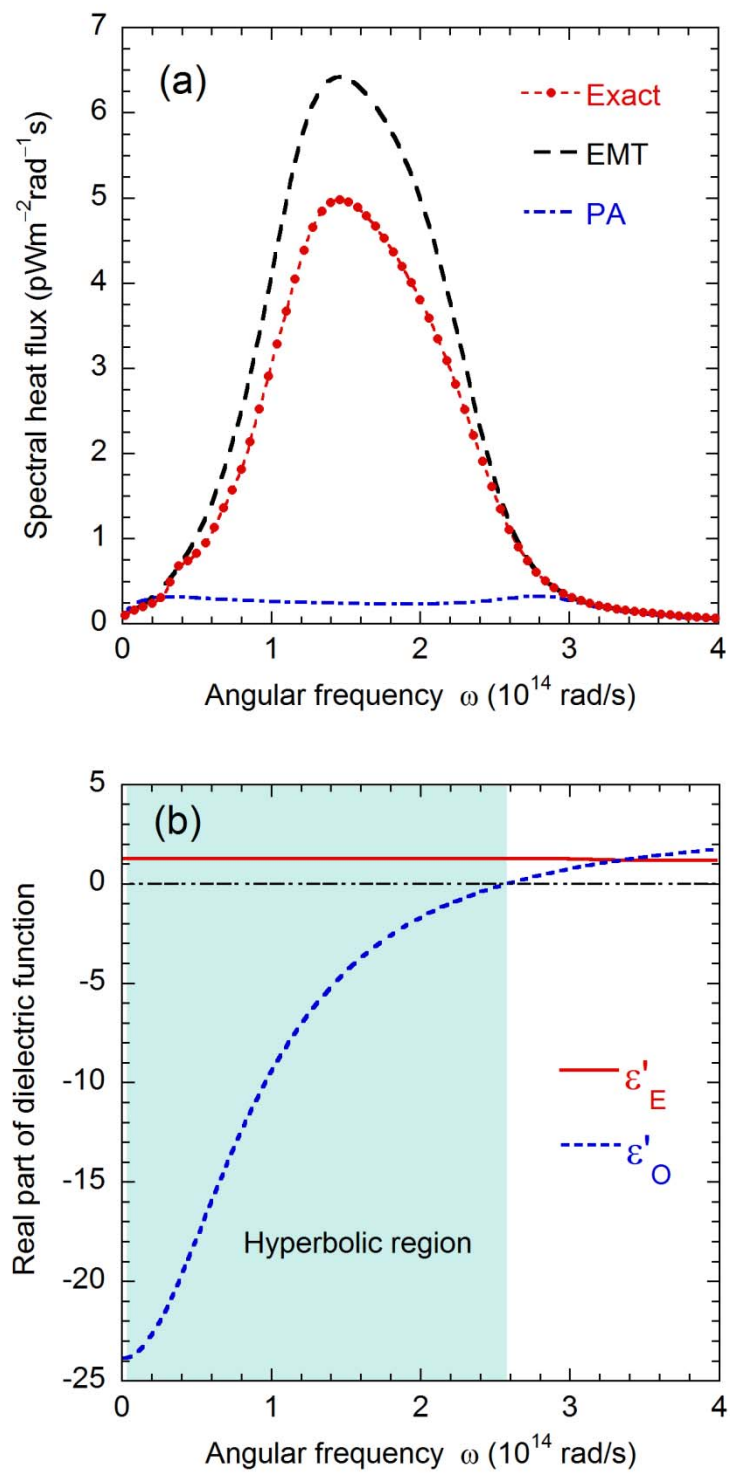 7
6
5
4
3
2
1
0
Spectral heat flux (pWm⁻²rad⁻¹s)
(a)
Exact
EMT
PA
0 1 2 3 4
Angular frequency ω (10¹⁴ rad/s)
5
0
-5
-10
-15
-20
-25
Real part of dielectric function
(b)
ε'E
ε'O
Hyperbolic region
0 1 2 3 4
Angular frequency ω (10¹⁴ rad/s)